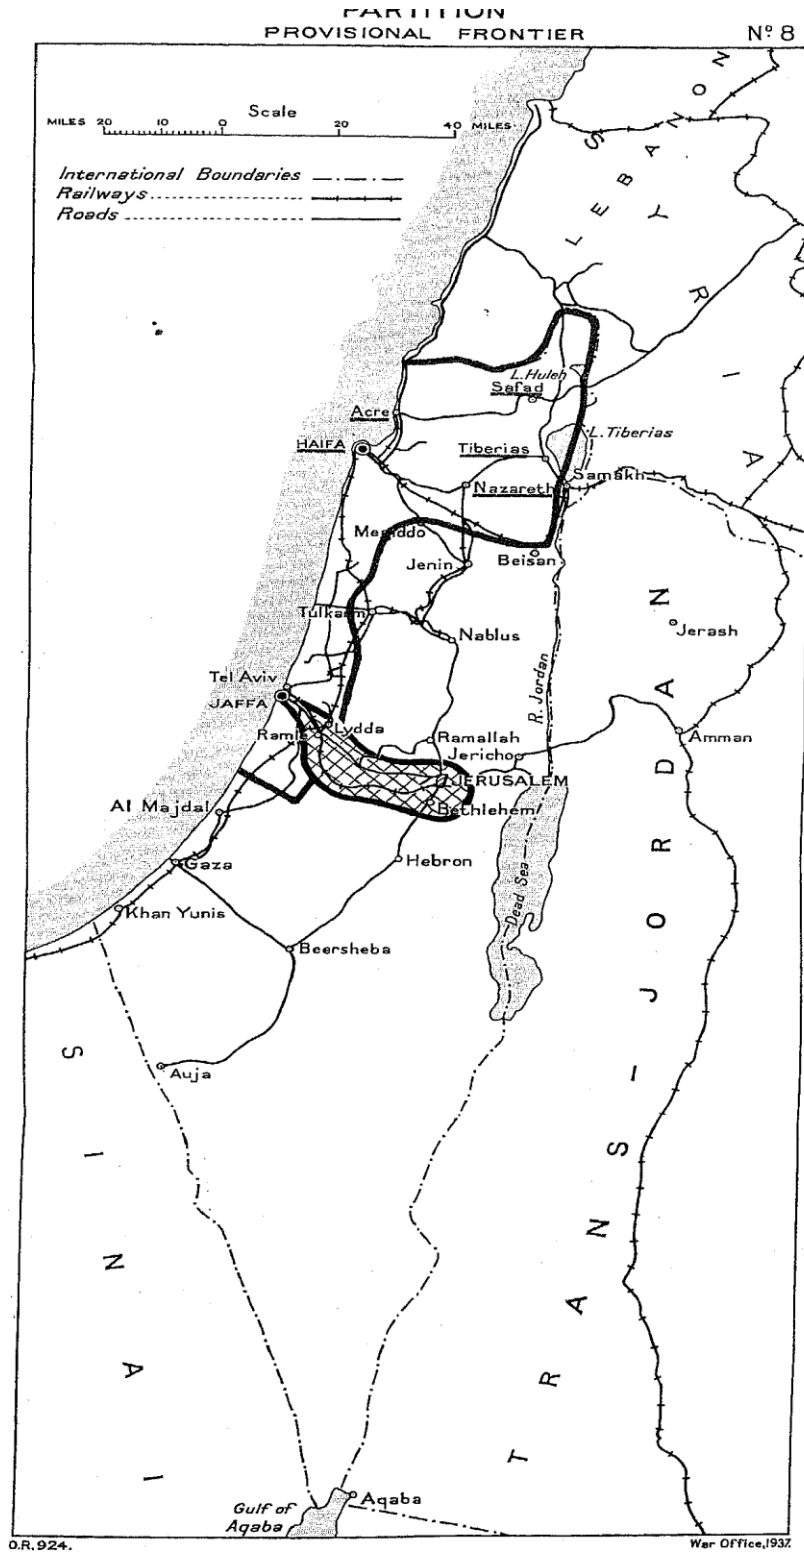 PARTITION
PROVISIONAL FRONTIER
Nº 8
Scale
MILES 20 10 0 20 40 MILES
International Boundaries
Railways
Roads
LEBANON
SYRIA
L. Huleh
Safad
Acre
HAIFA
L. Tiberias
Tiberias
Samakh
Nazareth
Megiddo
Beisan
Jenin
Tulkarm
Nablus
Jerash
R. Jordan
Tel Aviv
JAFFA
Lydda
Ramle
Ramallah
Jericho
Amman
JERUSALEM
Al Majdal
Bethlehem
Gaza
Hebron
Dead Sea
Khan Yunis
Beersheba
Auja
SINAI
TRANS-JORDAN
Gulf of
Aqaba
Aqaba
O.R. 924.
War Office, 1937.